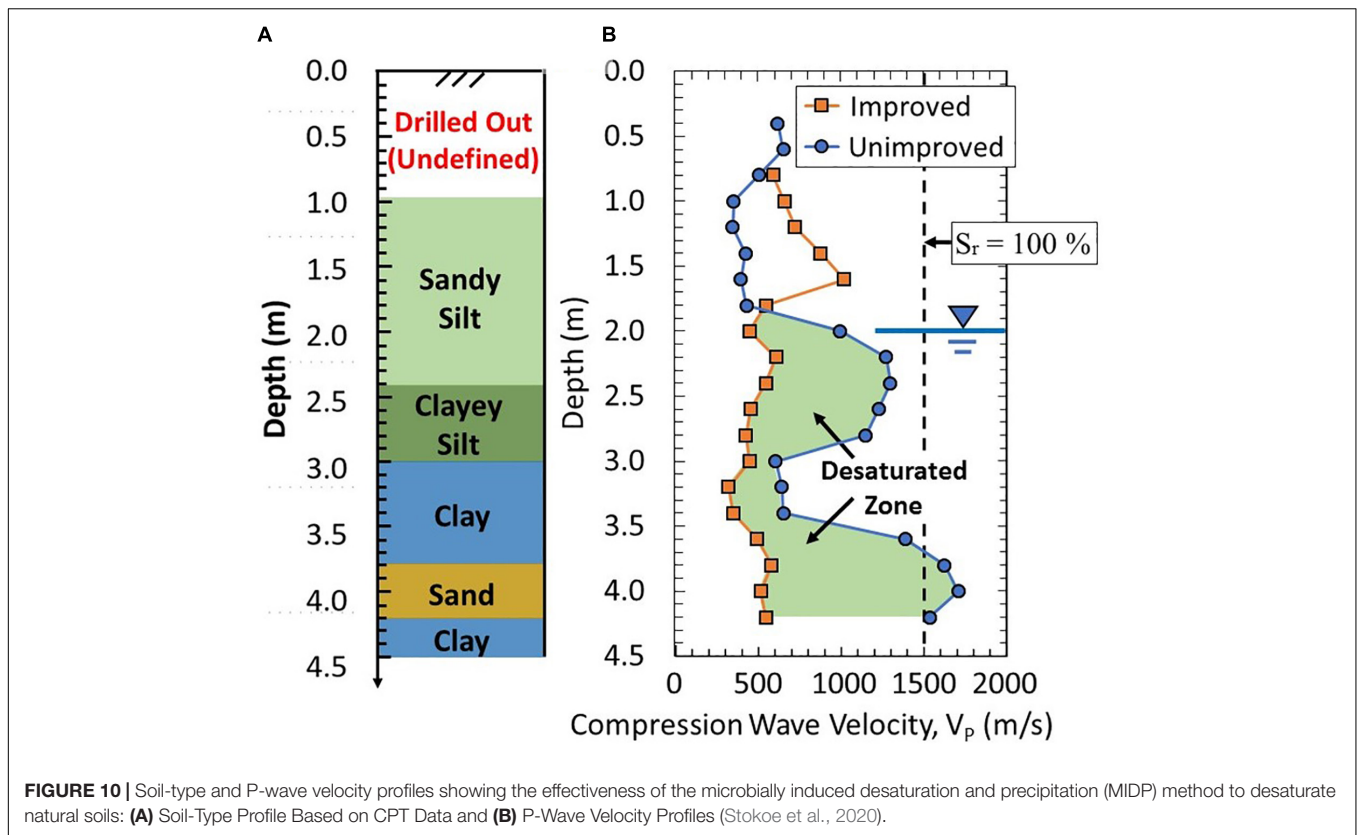 A
B
0.0
0.5
1.0
1.5
2.0
2.5
3.0
3.5
4.0
4.5
Depth (m)
Drilled Out
(Undefined)
Sandy
Silt
Clayey
Silt
Clay
Sand
Clay
0.0
0.5
1.0
1.5
2.0
2.5
3.0
3.5
4.0
4.5
Depth (m)
Improved
Unimproved
Sr = 100 %
Desaturated
Zone
0 500 1000 1500 2000
Compression Wave Velocity, VP (m/s)
FIGURE 10 | Soil-type and P-wave velocity profiles showing the effectiveness of the microbially induced desaturation and precipitation (MIDP) method to desaturate
natural soils: (A) Soil-Type Profile Based on CPT Data and (B) P-Wave Velocity Profiles (Stokoe et al., 2020).